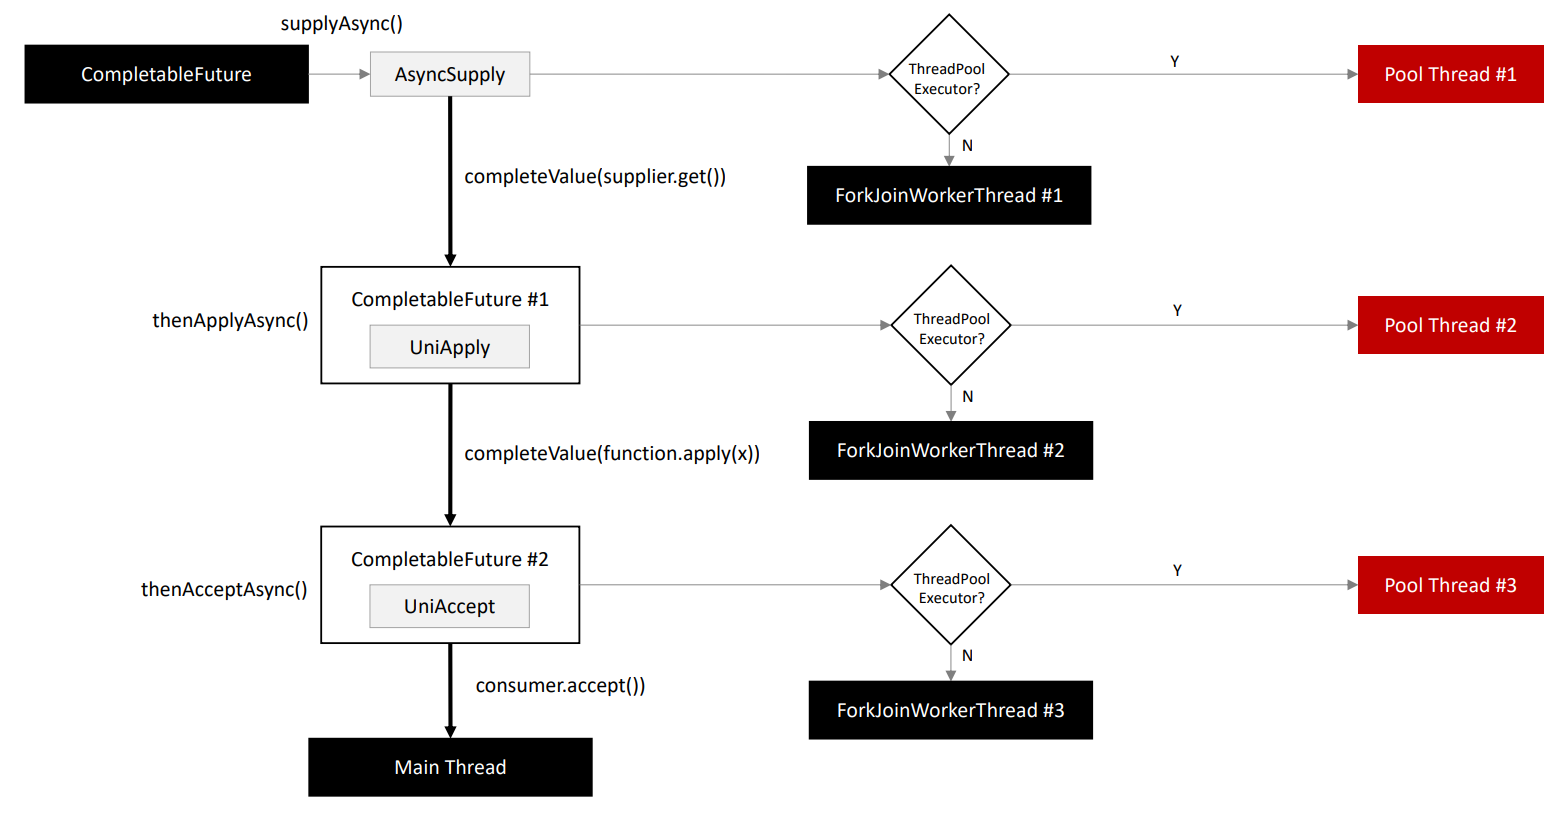 supplyAsync()
CompletableFuture
AsyncSupply
ThreadPool
Executor?
Y
Pool Thread #1
N
completeValue(supplier.get())
ForkJoinWorkerThread #1
CompletableFuture #1
thenApplyAsync()
UniApply
ThreadPool
Executor?
Y
Pool Thread #2
N
completeValue(function.apply(x))
ForkJoinWorkerThread #2
CompletableFuture #2
thenAcceptAsync()
UniAccept
ThreadPool
Executor?
Y
Pool Thread #3
N
consumer.accept())
ForkJoinWorkerThread #3
Main Thread